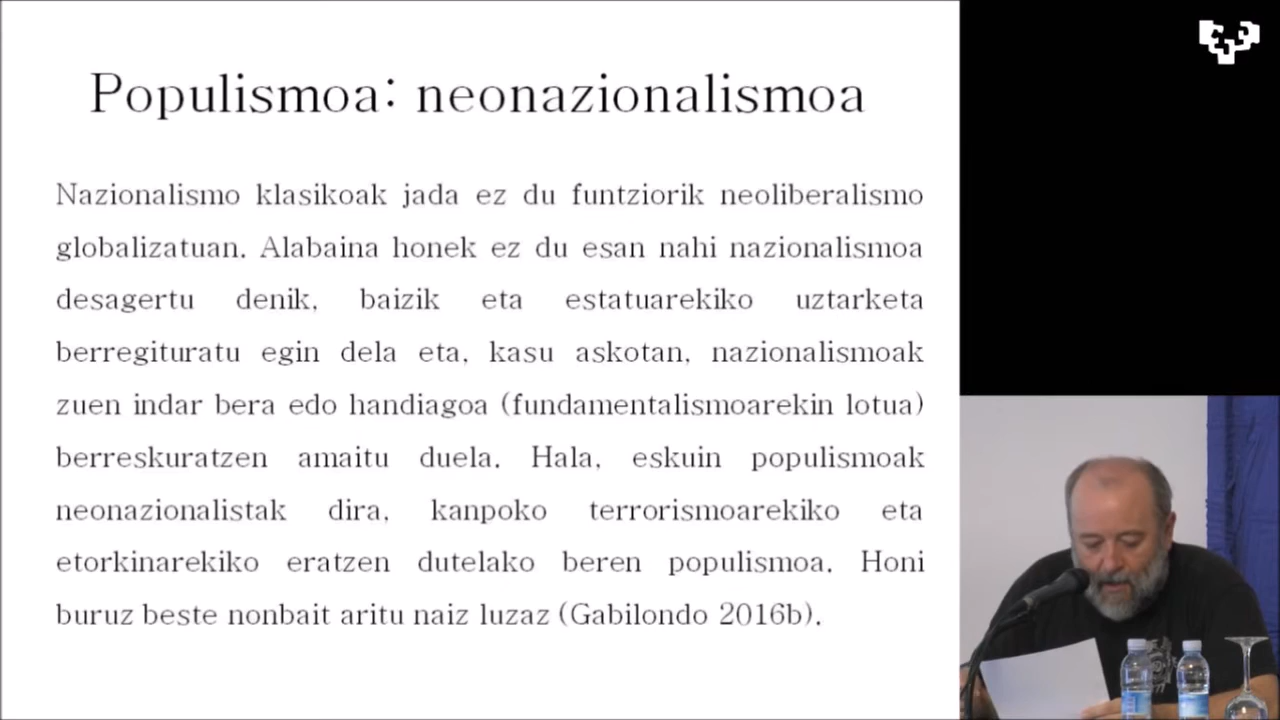 Populismoa: neonazionalismoa
Nazionalismo klasikoak jada ez du funtziorik neoliberalismo
globalizatuan. Alabaina honek ez du esan nahi nazionalismoa
desagertu denik, baizik eta estatuarekiko uztarketa
berregituratu egin dela eta, kasu askotan, nazionalismoak
zuen indar bera edo handiagoa (fundamentalismoarekin lotua)
berreskuratzen amaitu duela. Hala, eskuin populismoak
neonazionalistak dira, kanpoko terrorismoarekiko eta
etorkinarekiko eratzen dutelako beren populismoa. Honi
buruz beste nonbait aritu naiz luzaz (Gabilondo 2016b).